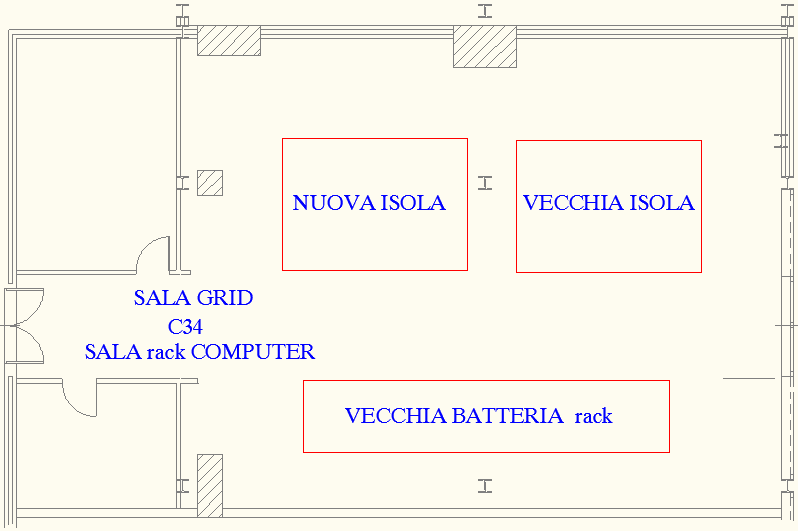 NUOVA ISOLA
VECCHIA ISOLA
SALA GRID
C34
SALA rack COMPUTER
VECCHIA BATTERIA rack